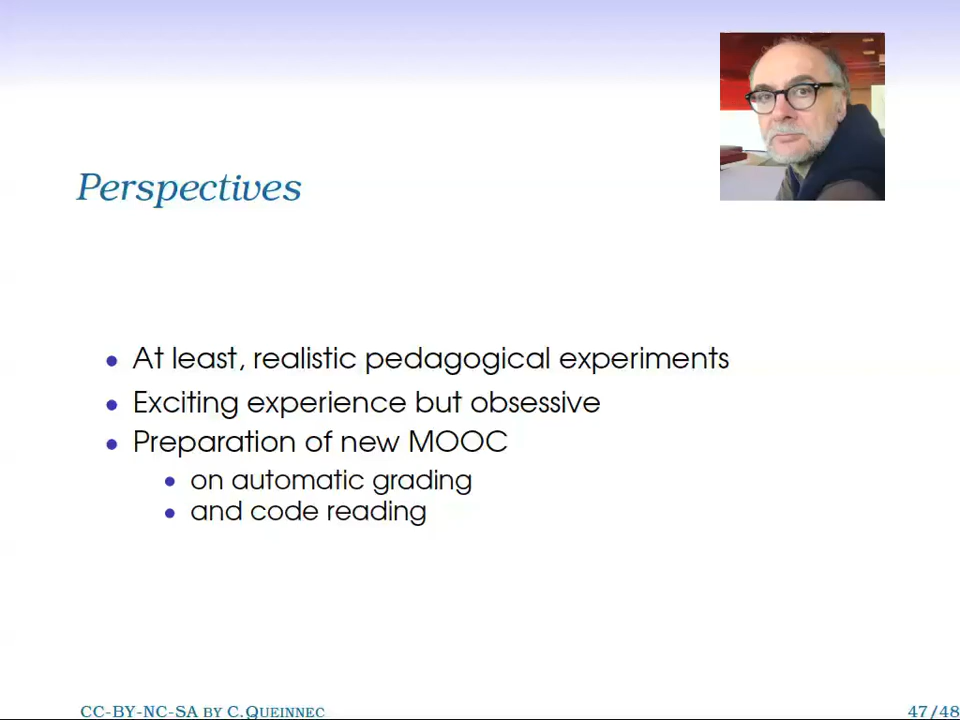 Perspectives
• At least, realistic pedagogical experiments
• Exciting experience but obsessive
• Preparation of new MOOC
• on automatic grading
• and code reading
CC-BY-NC-SA BY C.QUEINNEC 47/48